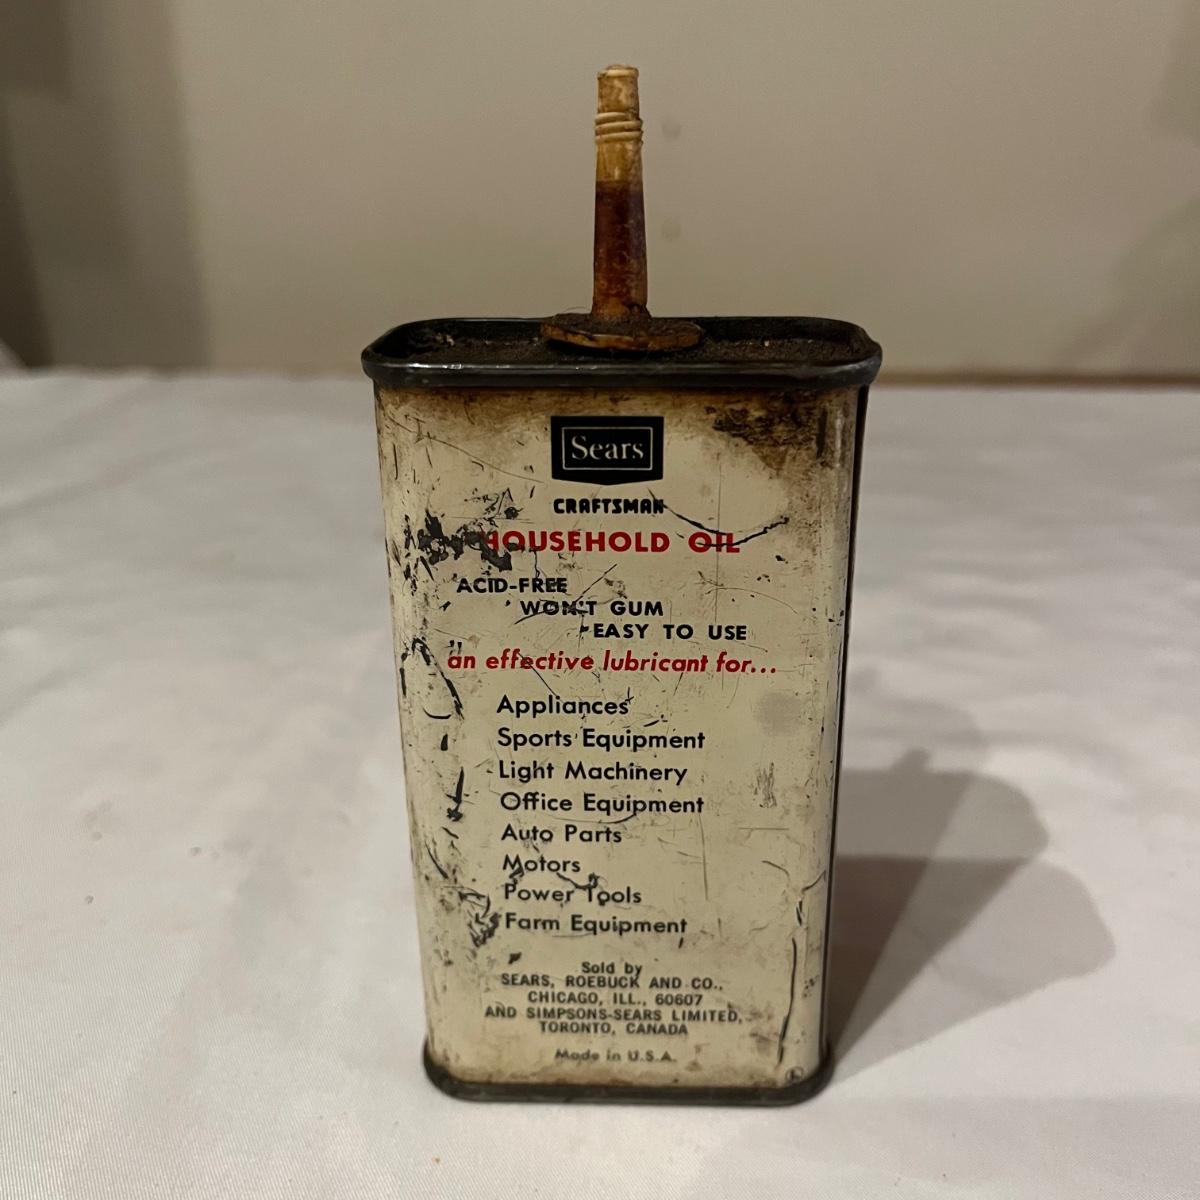 Sears
CRAFTSMAN
HOUSEHOLD OIL
ACID-FREE
WON'T GUM
EASY TO USE
an effective lubricant for...
Appliances
Sports Equipment
Light Machinery
Office Equipment
Auto Parts
Motors
Power Tools
Farm Equipment
Sold by
SEARS, ROEBUCK AND CO.,
CHICAGO, ILL., 60607
AND SIMPSONS-SEARS LIMITED,
TORONTO, CANADA
Made in U.S.A.